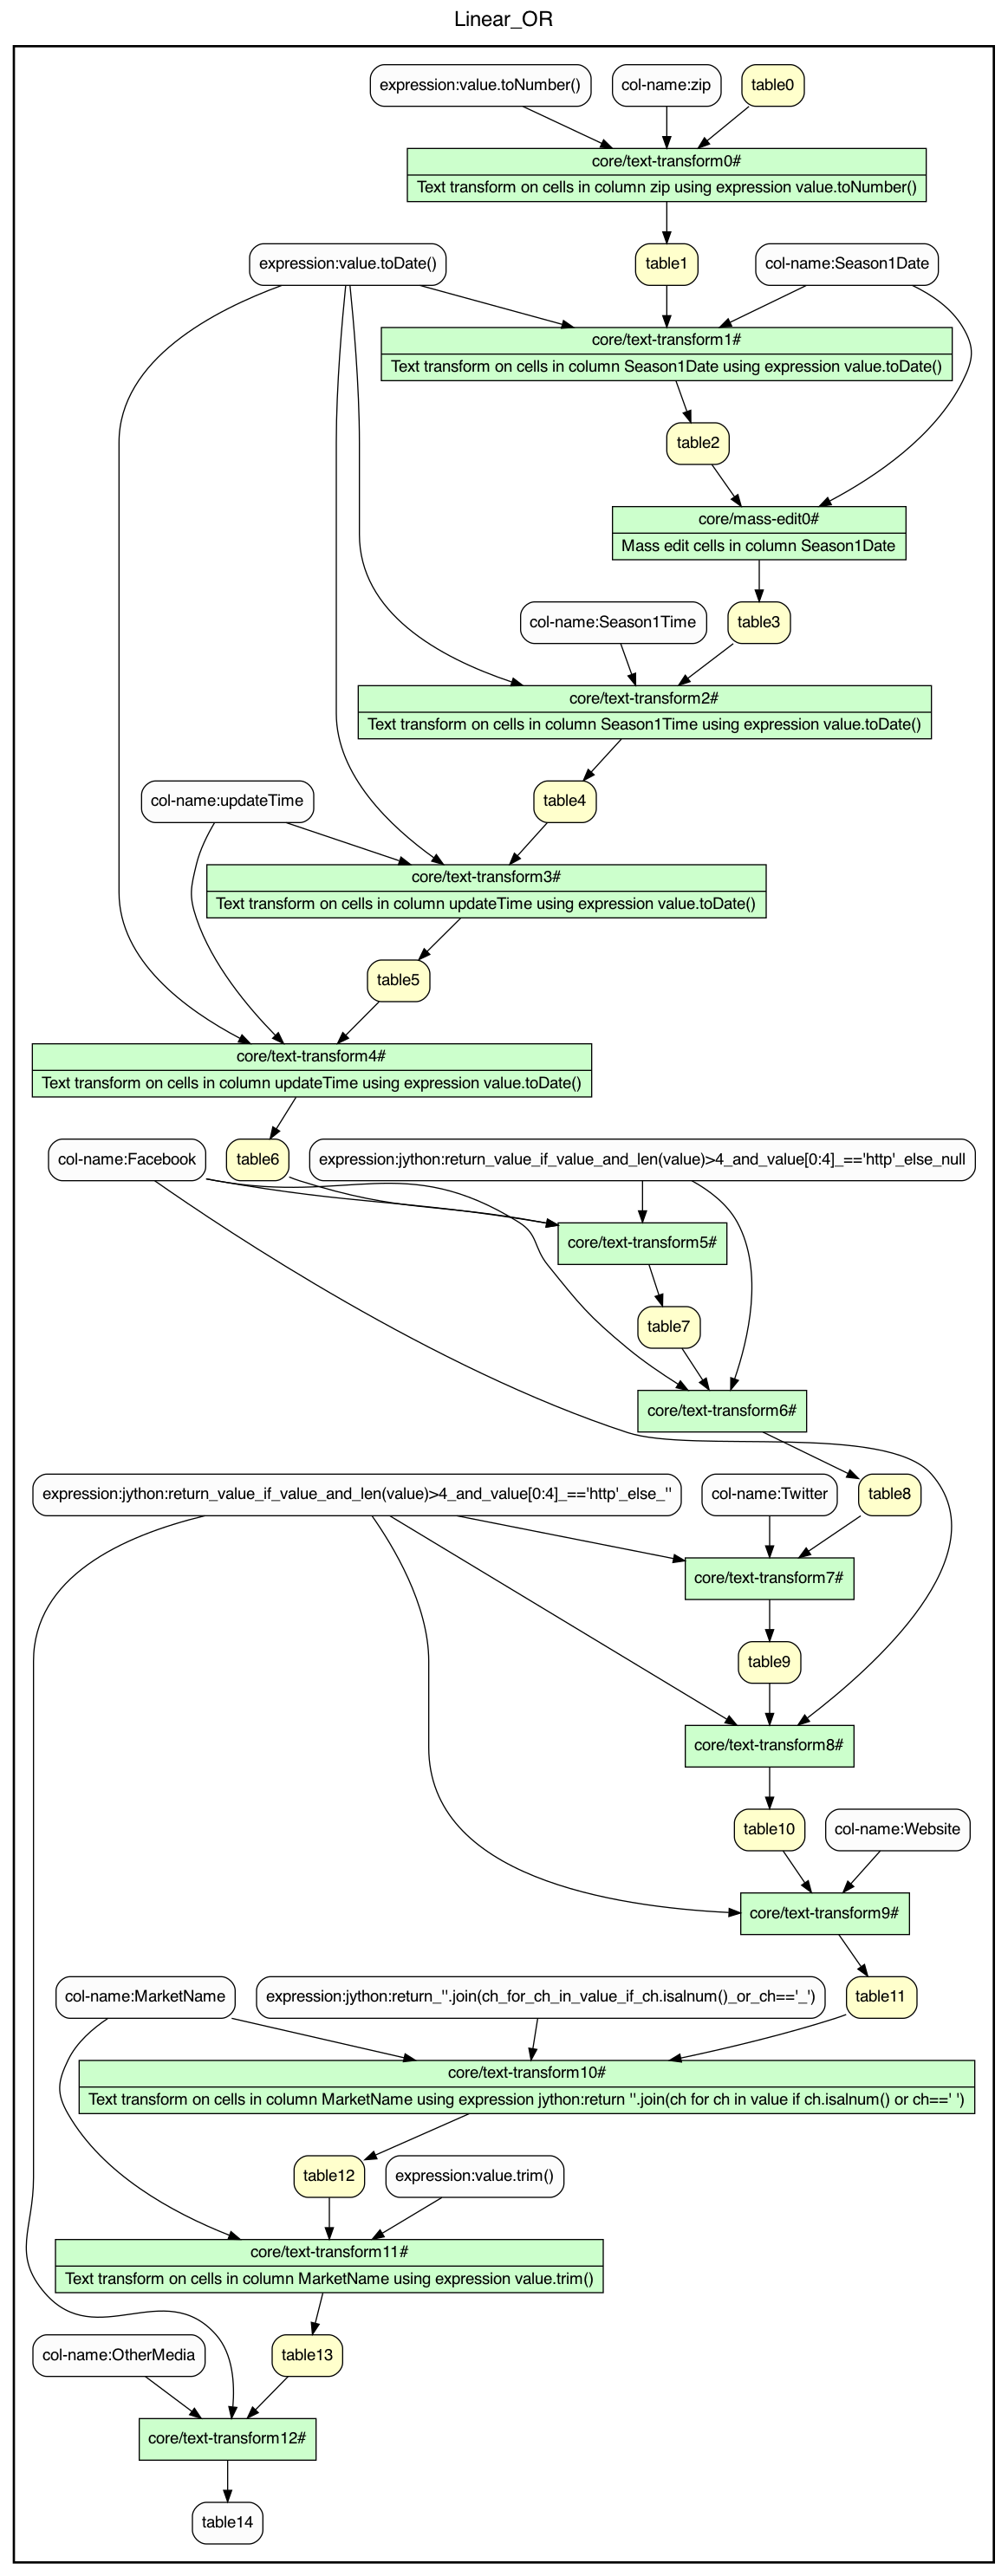 Linear_OR
expression:value.toNumber()
col-name:zip
table0
core/text-transform0#
Text transform on cells in column zip using expression value.toNumber()
expression:value.toDate()
table1
col-name:Season1Date
core/text-transform1#
Text transform on cells in column Season1Date using expression value.toDate()
table2
core/mass-edit0#
Mass edit cells in column Season1Date
col-name:Season1Time
table3
core/text-transform2#
Text transform on cells in column Season1Time using expression value.toDate()
col-name:updateTime
table4
core/text-transform3#
Text transform on cells in column updateTime using expression value.toDate()
table5
core/text-transform4#
Text transform on cells in column updateTime using expression value.toDate()
col-name:Facebook
table6
expression:jython:return_value_if_value_and_len(value)>4_and_value[0:4]_=='http'_else_null
core/text-transform5#
table7
core/text-transform6#
expression:jython:return_value_if_value_and_len(value)>4_and_value[0:4]_=='http'_else_''
col-name:Twitter
table8
core/text-transform7#
table9
core/text-transform8#
table10
col-name:Website
core/text-transform9#
col-name:MarketName
expression:jython:return_''.join(ch_for_ch_in_value_if_ch.isalnum()_or_ch=='_')
table11
core/text-transform10#
Text transform on cells in column MarketName using expression jython:return ''.join(ch for ch in value if ch.isalnum() or ch==' ')
table12
expression:value.trim()
core/text-transform11#
Text transform on cells in column MarketName using expression value.trim()
col-name:OtherMedia
table13
core/text-transform12#
table14